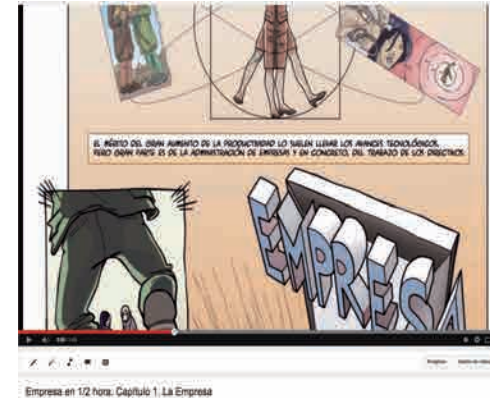 EL MÉRITO DEL GRAN AUMENTO DE LA PRODUCTIVIDAD LO SUELEN LLEVAR LOS AVANCES TECNOLÓGICOS,
PERO GRAN PARTE ES DE LA ADMINISTRACIÓN DE EMPRESAS Y EN CONCRETO, DEL TRABAJO DE LOS DIRECTIVOS.
EMPRESA
Empresa en 1/2 hora. Capítulo 1. La Empresa